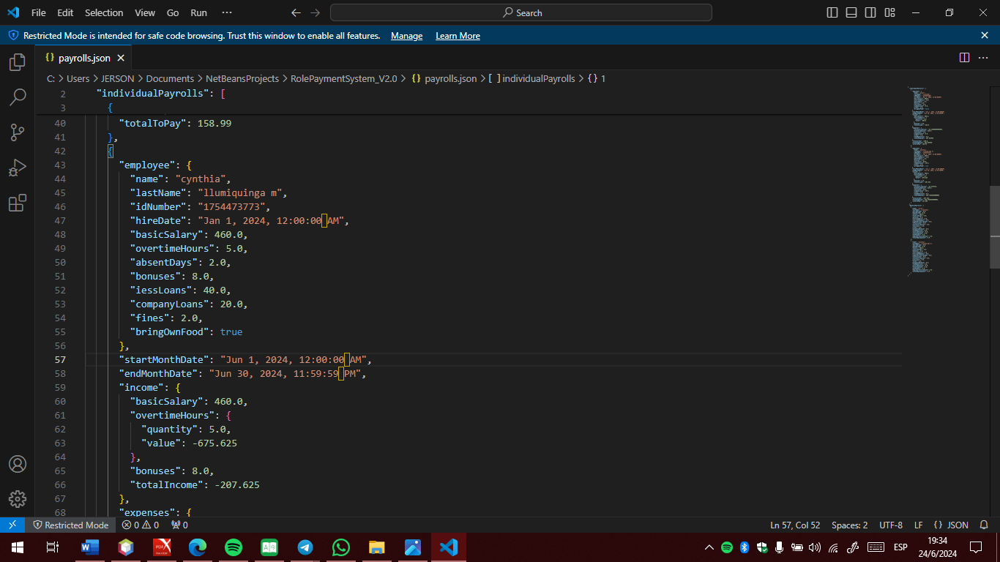 File Edit Selection View Go Run ··· Search
Restricted Mode is intended for safe code browsing. Trust this window to enable all features. Manage Learn More
{} payrolls.json
C: > Users > JERSON > Documents > NetBeansProjects > RolePaymentSystem_V2.0 > {} payrolls.json > [ ] individualPayrolls > {} 1
2 "individualPayrolls": [
3 {
40 "totalToPay": 158.99
41 },
42 {
43 "employee": {
44 "name": "cynthia",
45 "lastName": "llumiquinga m",
46 "idNumber": "1754473773",
47 "hireDate": "Jan 1, 2024, 12:00:00 AM",
48 "basicSalary": 460.0,
49 "overtimeHours": 5.0,
50 "absentDays": 2.0,
51 "bonuses": 8.0,
52 "iessLoans": 40.0,
53 "companyLoans": 20.0,
54 "fines": 2.0,
55 "bringOwnFood": true
56 },
57 "startMonthDate": "Jun 1, 2024, 12:00:00 AM",
58 "endMonthDate": "Jun 30, 2024, 11:59:59 PM",
59 "income": {
60 "basicSalary": 460.0,
61 "overtimeHours": {
62 "quantity": 5.0,
63 "value": -675.625
64 },
65 "bonuses": 8.0,
66 "totalIncome": -207.625
67 },
68 "expenses": {
Restricted Mode 0 0 0 Ln 57, Col 52 Spaces: 2 UTF-8 LF {} JSON
ESP 19:34
24/6/2024